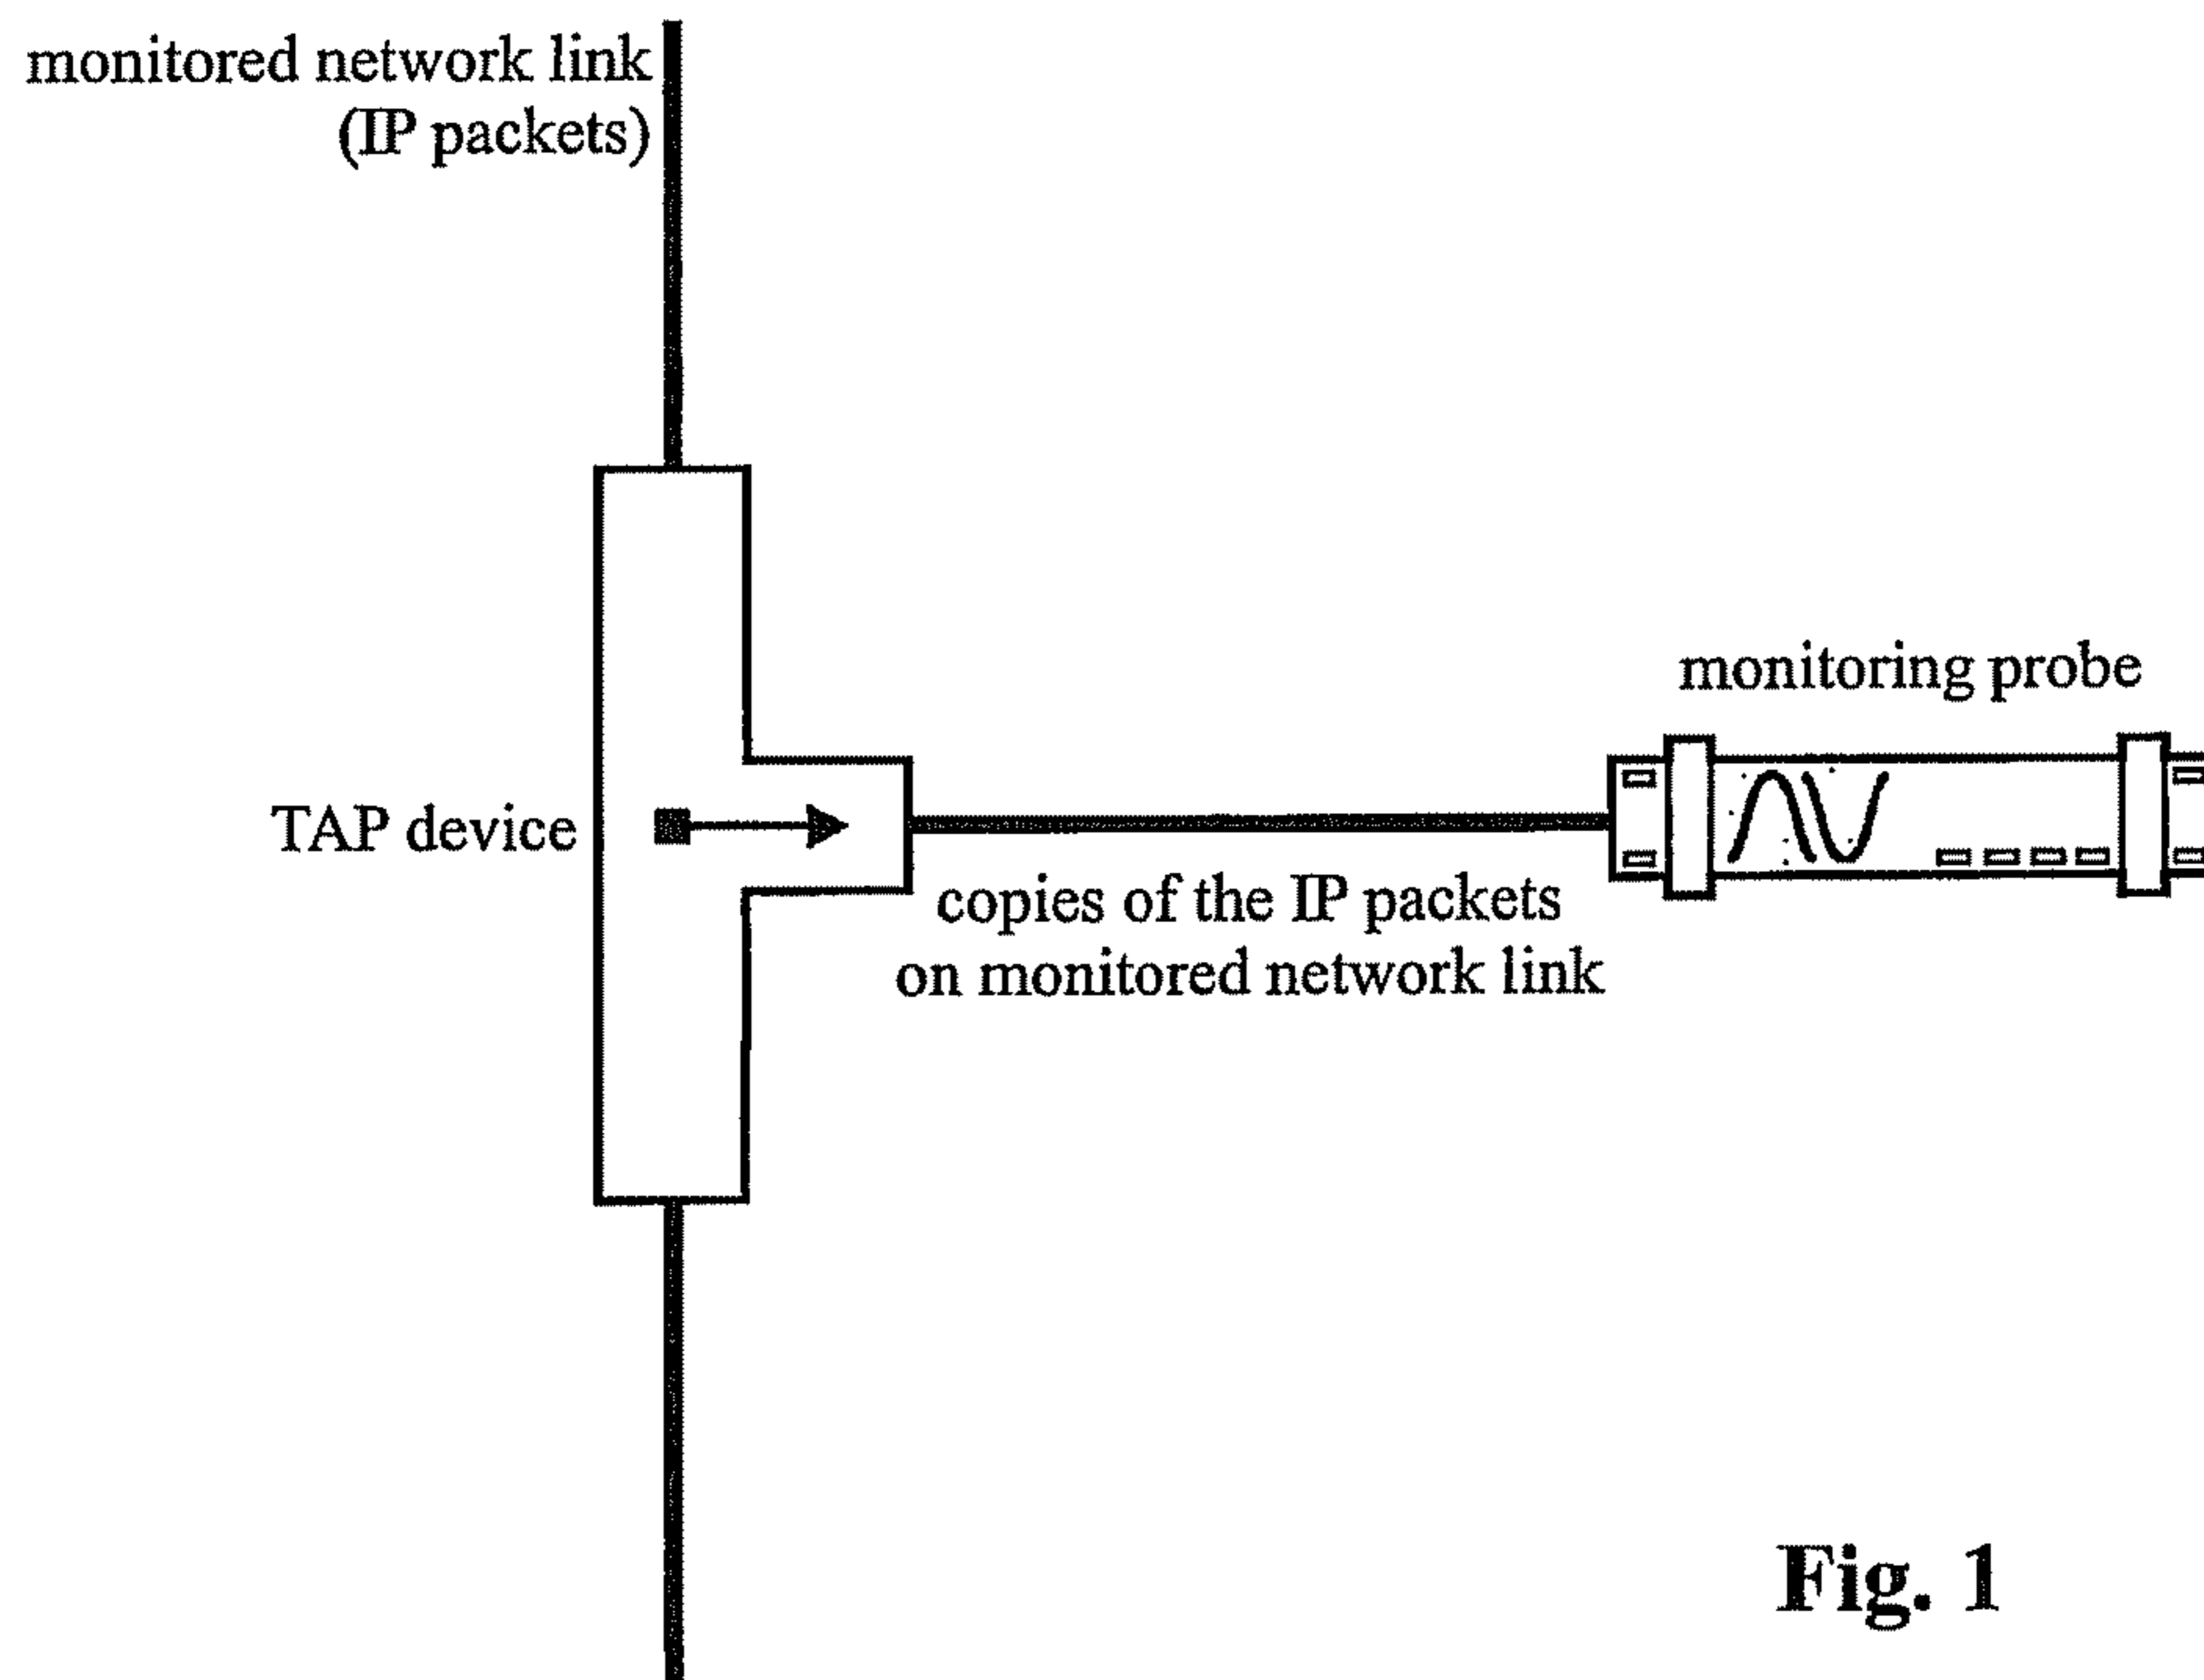 monitored network link
(IP packets)
monitoring probe
TAP device
copies of the IP packets
on monitored network link
Fig. 1